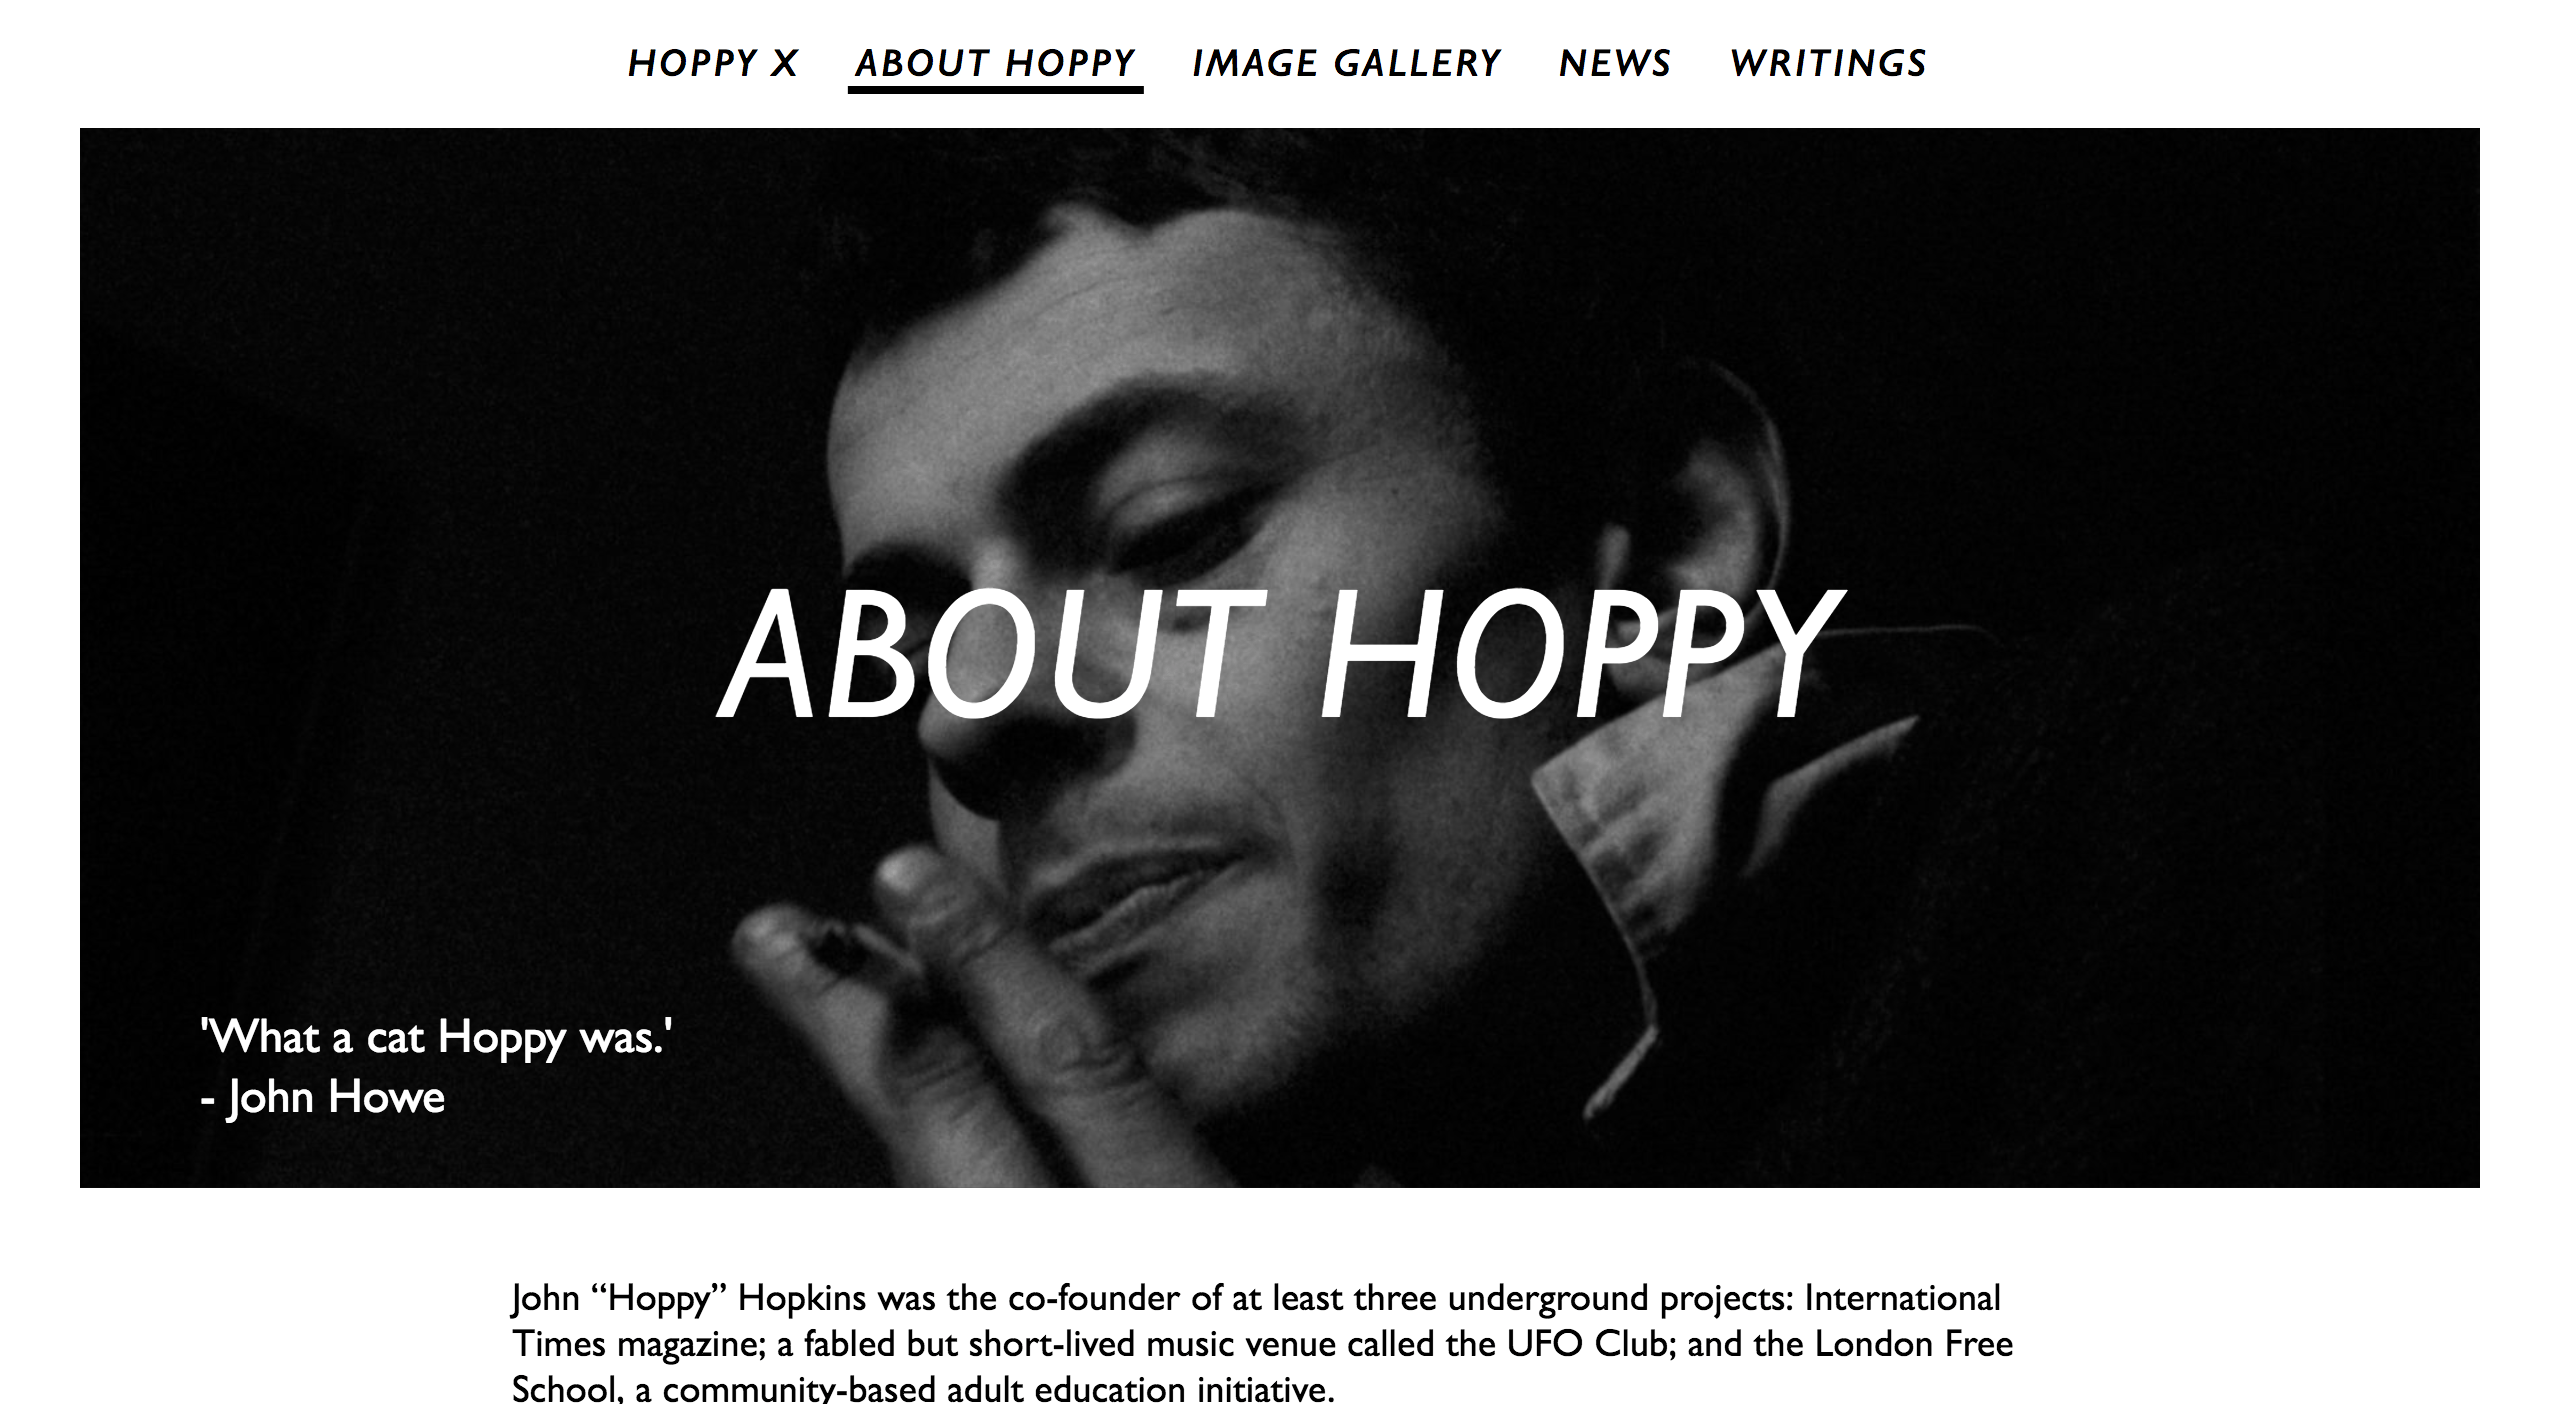 HOPPY X ABOUT HOPPY IMAGE GALLERY NEWS WRITINGS
ABOUT HOPPY
'What a cat Hoppy was.'
- John Howe
John “Hoppy” Hopkins was the co-founder of at least three underground projects: International
Times magazine; a fabled but short-lived music venue called the UFO Club; and the London Free
School, a community-based adult education initiative.